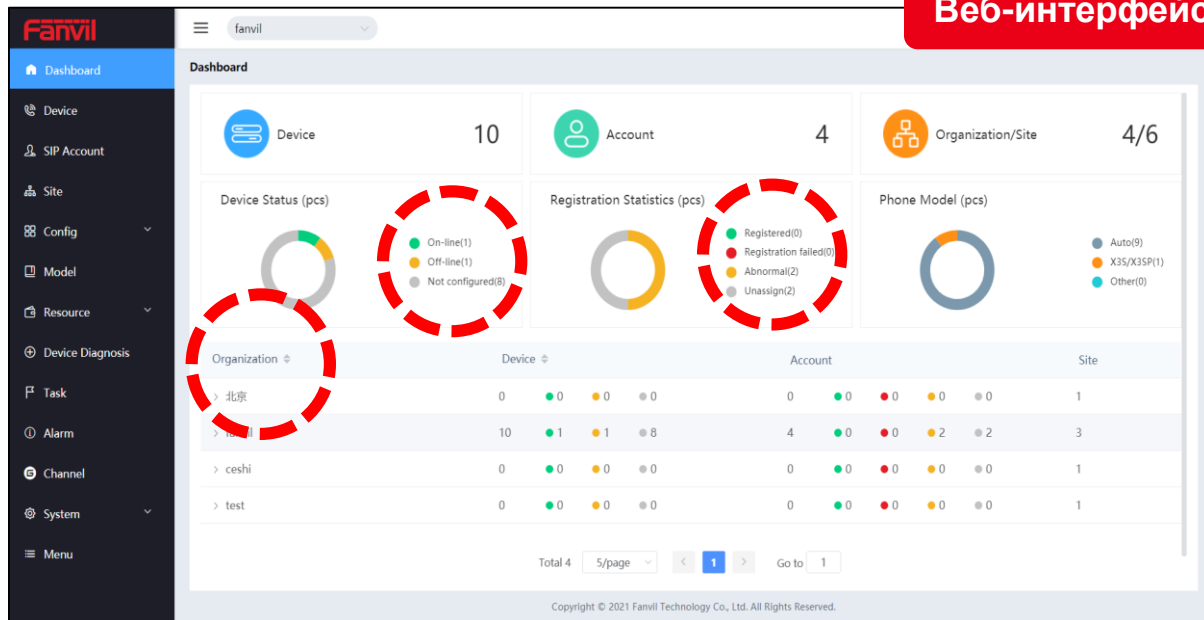 Веб-интерфейс
Fanvil
fanvil
Dashboard
Dashboard
Device
SIP Account
Site
Config
Model
Resource
Device Diagnosis
Task
Alarm
Channel
System
Menu
Device 10
Account 4
Organization/Site 4/6
Device Status (pcs)
On-line(1)
Off-line(1)
Not configured(8)
Registration Statistics (pcs)
Registered(0)
Registration failed(0)
Abnormal(2)
Unassign(2)
Phone Model (pcs)
Auto(9)
X3S/X3SP(1)
Other(0)
Organization Device Account Site
> 北京 0 0 0 0 0 0 0 0 0 1
> 10 1 1 8 4 0 0 2 2 3
> ceshi 0 0 0 0 0 0 0 0 0 1
> test 0 0 0 0 0 0 0 0 0 1
Total 4 5/page < 1 > Go to 1
Copyright © 2021 Fanvil Technology Co., Ltd. All Rights Reserved.